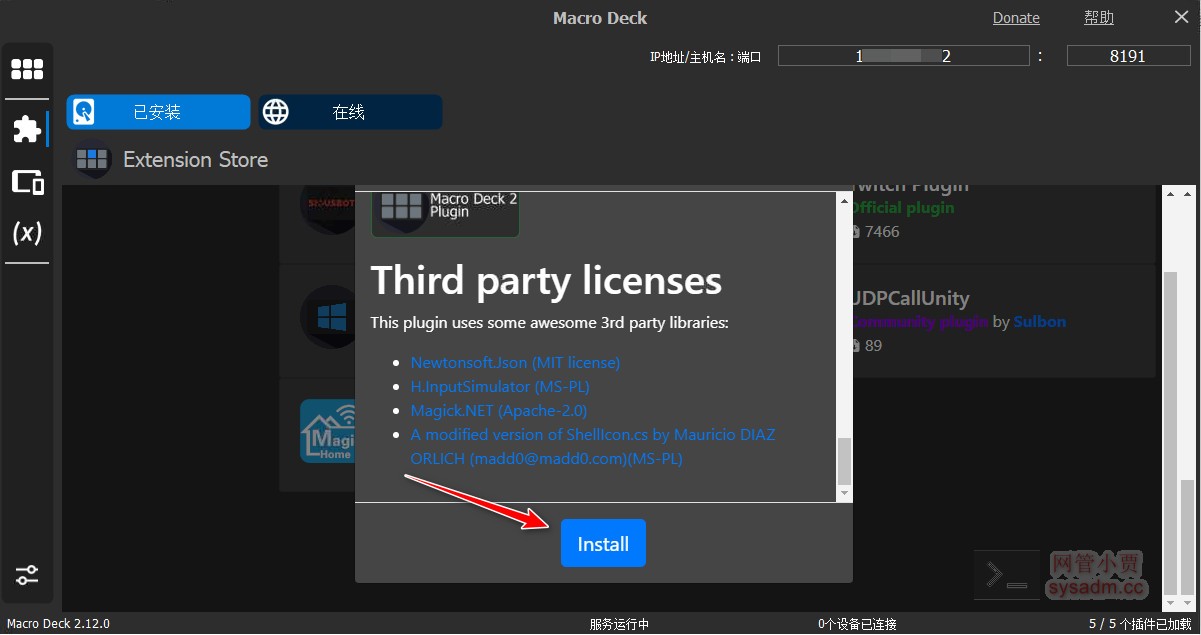 Macro Deck
Donate
帮助
IP地址/主机名:端口
1
2
:
8191
已安装
在线
Extension Store
SINUSBOT
Macro Deck 2
Plugin
Twitch Plugin
Official plugin
7466
Third party licenses
This plugin uses some awesome 3rd party libraries:
Newtonsoft.Json (MIT license)
H.InputSimulator (MS-PL)
Magick.NET (Apache-2.0)
A modified version of ShellIcon.cs by Mauricio DIAZ
ORLICH (madd0@madd0.com)(MS-PL)
UDPCallUnity
Community plugin by Sulbon
89
Magi
Home
(x)
Install
网管小贾
sysadm.cc
Macro Deck 2.12.0
服务运行中
0个设备已连接
5 / 5 个插件已加载